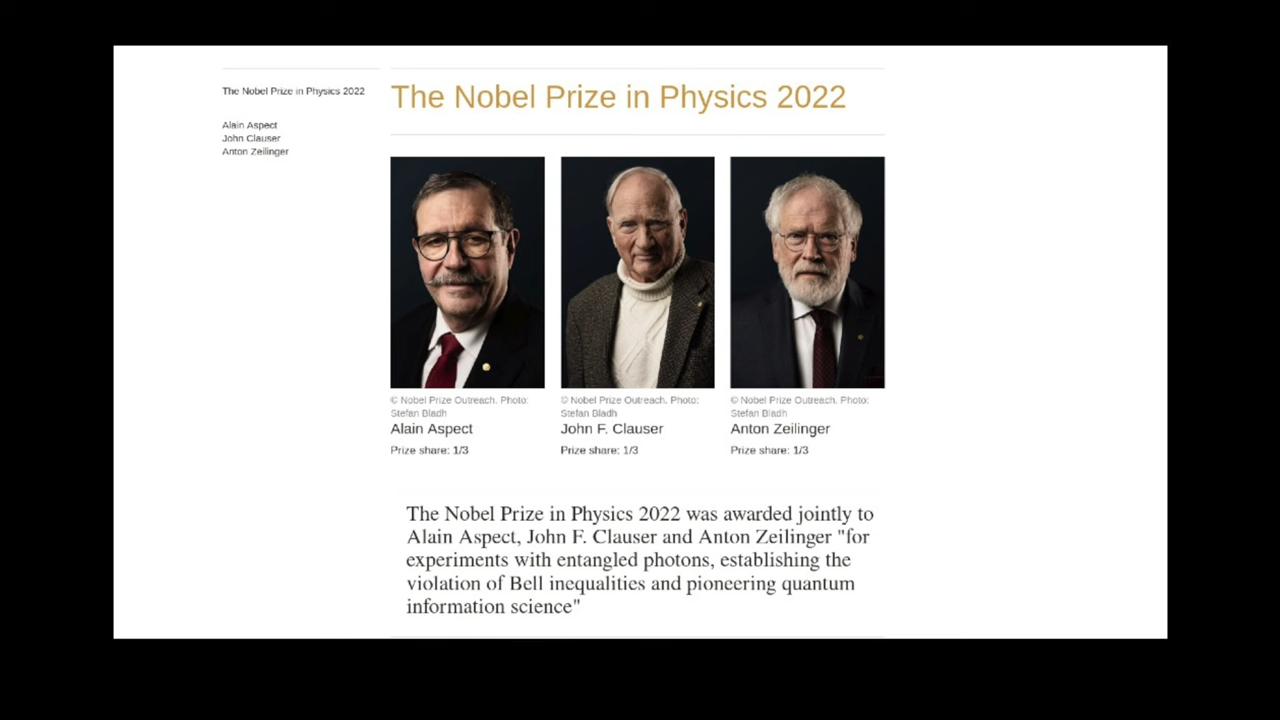 The Nobel Prize in Physics 2022
Alain Aspect
John Clauser
Anton Zeilinger
The Nobel Prize in Physics 2022
© Nobel Prize Outreach. Photo:
Stefan Bladh
Alain Aspect
Prize share: 1/3
© Nobel Prize Outreach. Photo:
Stefan Bladh
John F. Clauser
Prize share: 1/3
© Nobel Prize Outreach. Photo:
Stefan Bladh
Anton Zeilinger
Prize share: 1/3
The Nobel Prize in Physics 2022 was awarded jointly to
Alain Aspect, John F. Clauser and Anton Zeilinger "for
experiments with entangled photons, establishing the
violation of Bell inequalities and pioneering quantum
information science"